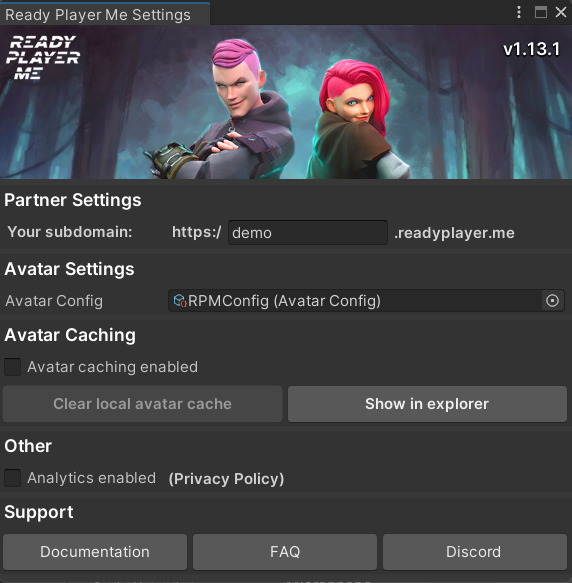 Ready Player Me Settings
READY
PLAYER
ME
v1.13.1
Partner Settings
Your subdomain: https:/ demo .readyplayer.me
Avatar Settings
Avatar Config RPMConfig (Avatar Config)
Avatar Caching
Avatar caching enabled
Clear local avatar cache Show in explorer
Other
Analytics enabled (Privacy Policy)
Support
Documentation FAQ Discord